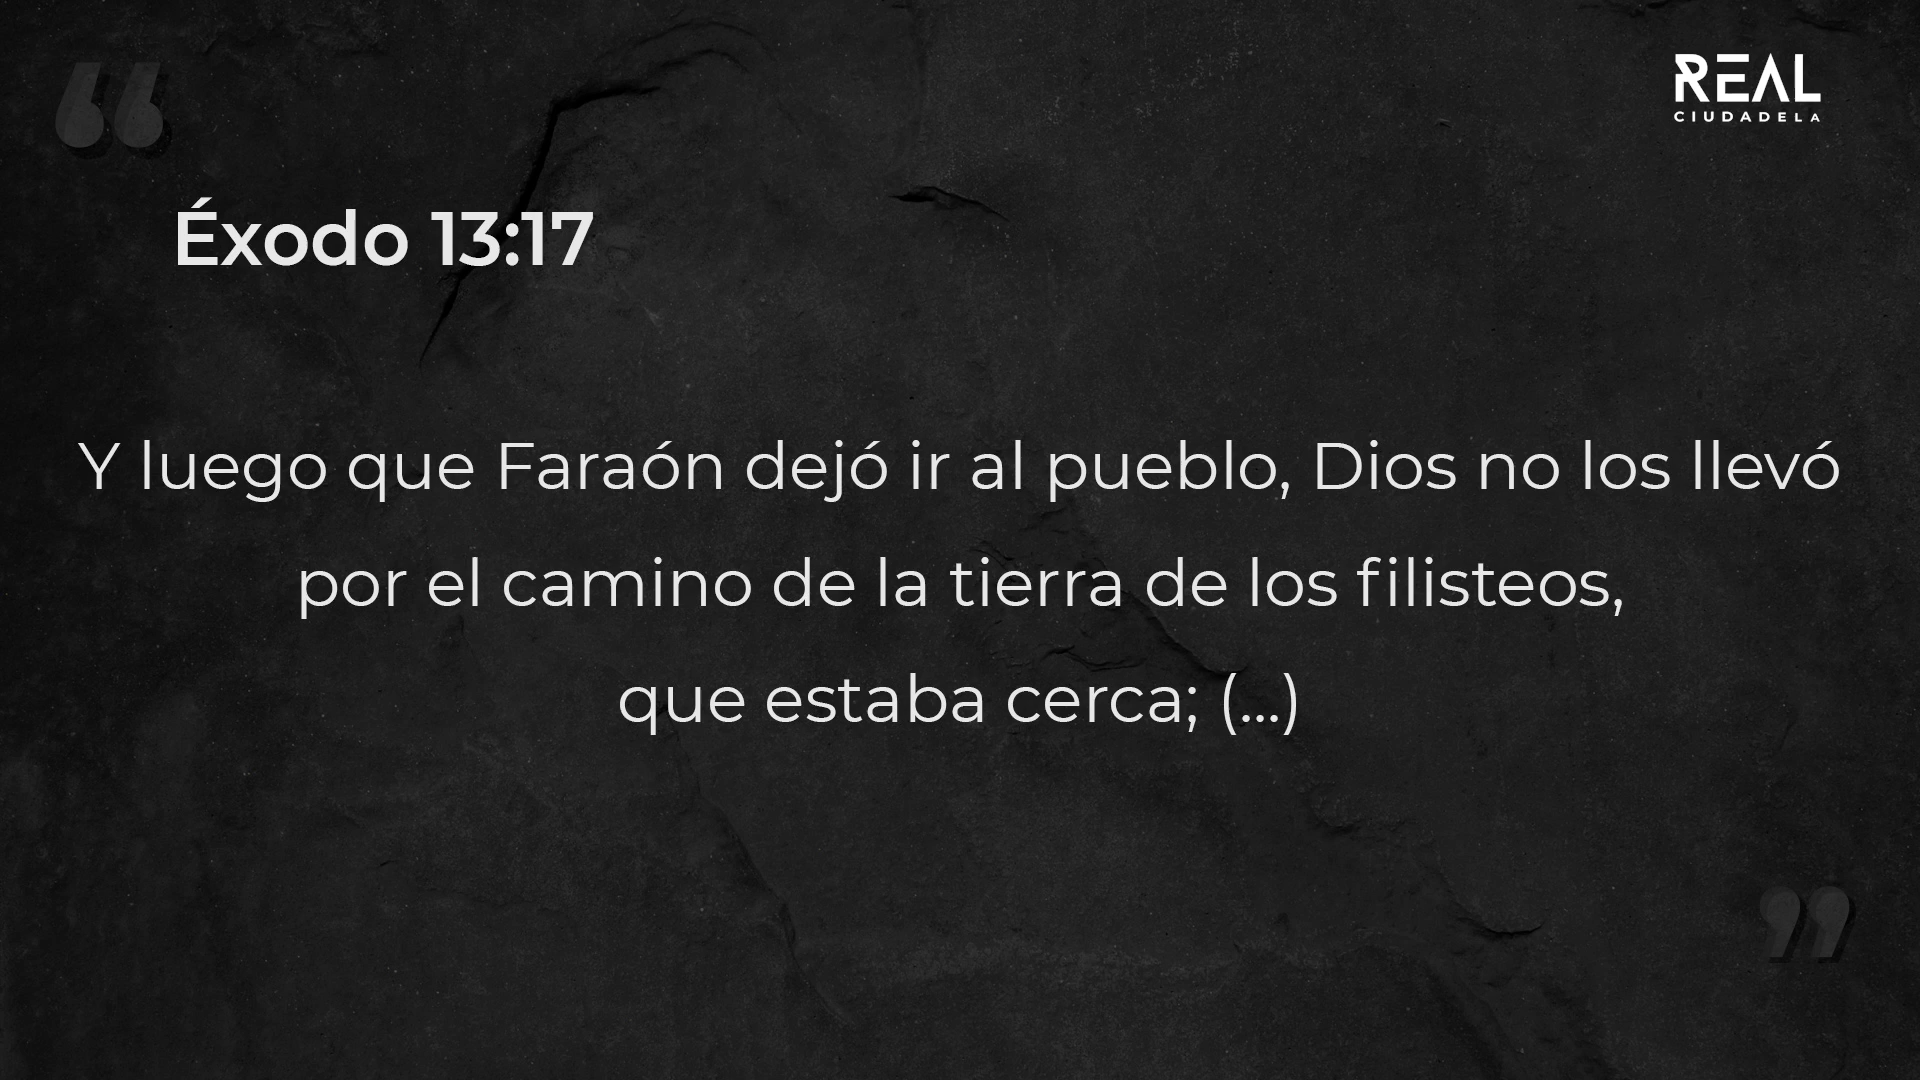 REAL
CIUDADELA
Éxodo 13:17
Y luego que Faraón dejó ir al pueblo, Dios no los llevó
por el camino de la tierra de los filisteos,
que estaba cerca; (...)